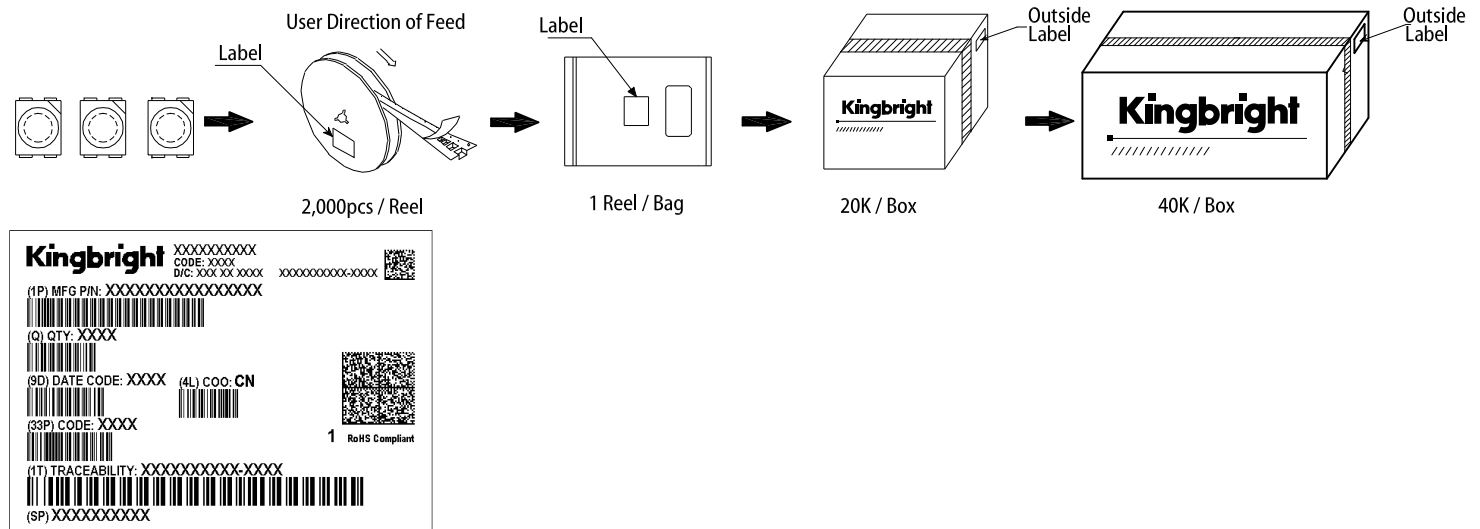 User Direction of Feed
Label
Label
Outside
Label
Outside
Label
Kingbright
Kingbright
2,000pcs / Reel
1 Reel / Bag
20K / Box
40K / Box
Kingbright
XXXXXXXXXX
CODE: XXXX
D/C: XXX XX XXXX XXXXXXXXXX-XXXX
(1P) MFG P/N: XXXXXXXXXXXXXXXX
(Q) QTY: XXXX
(9D) DATE CODE: XXXX (4L) COO: CN
(33P) CODE: XXXX
1 RoHS Compliant
(1T) TRACEABILITY: XXXXXXXXXX-XXXX
(SP) XXXXXXXXXX